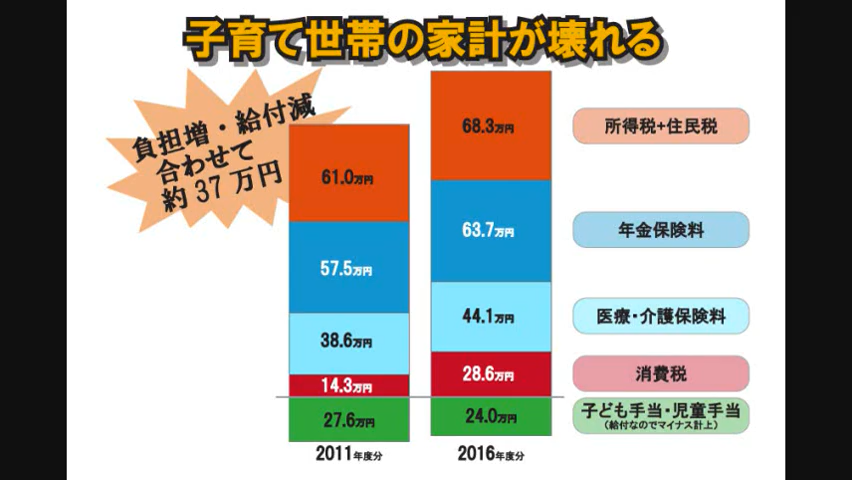 子育て世帯の家計が壊れる
負担増・給付減
合わせて
約37万円
61.0万円
57.5万円
38.6万円
14.3万円
27.6万円
2011年度分
68.3万円
63.7万円
44.1万円
28.6万円
24.0万円
2016年度分
所得税+住民税
年金保険料
医療・介護保険料
消費税
子ども手当・児童手当
(給付なのでマイナス計上)